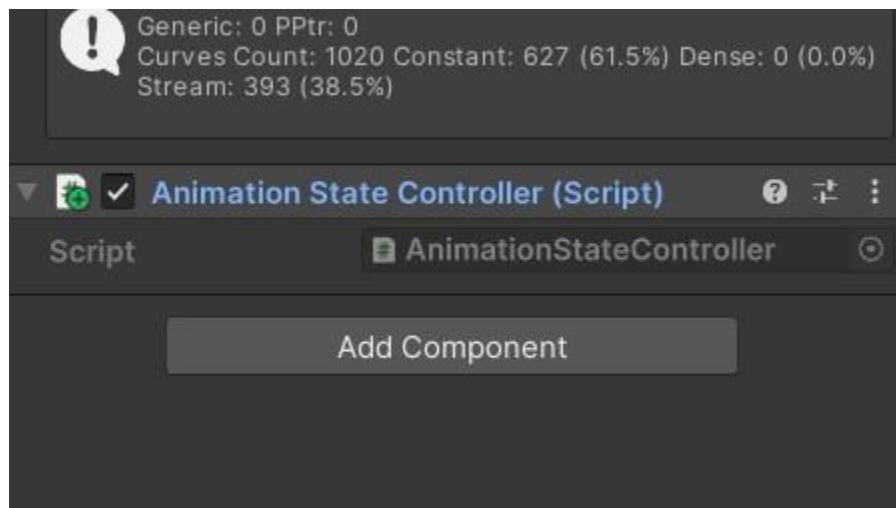 Generic: 0 PPtr: 0
Curves Count: 1020 Constant: 627 (61.5%) Dense: 0 (0.0%)
Stream: 393 (38.5%)
Animation State Controller (Script)
Script AnimationStateController
Add Component